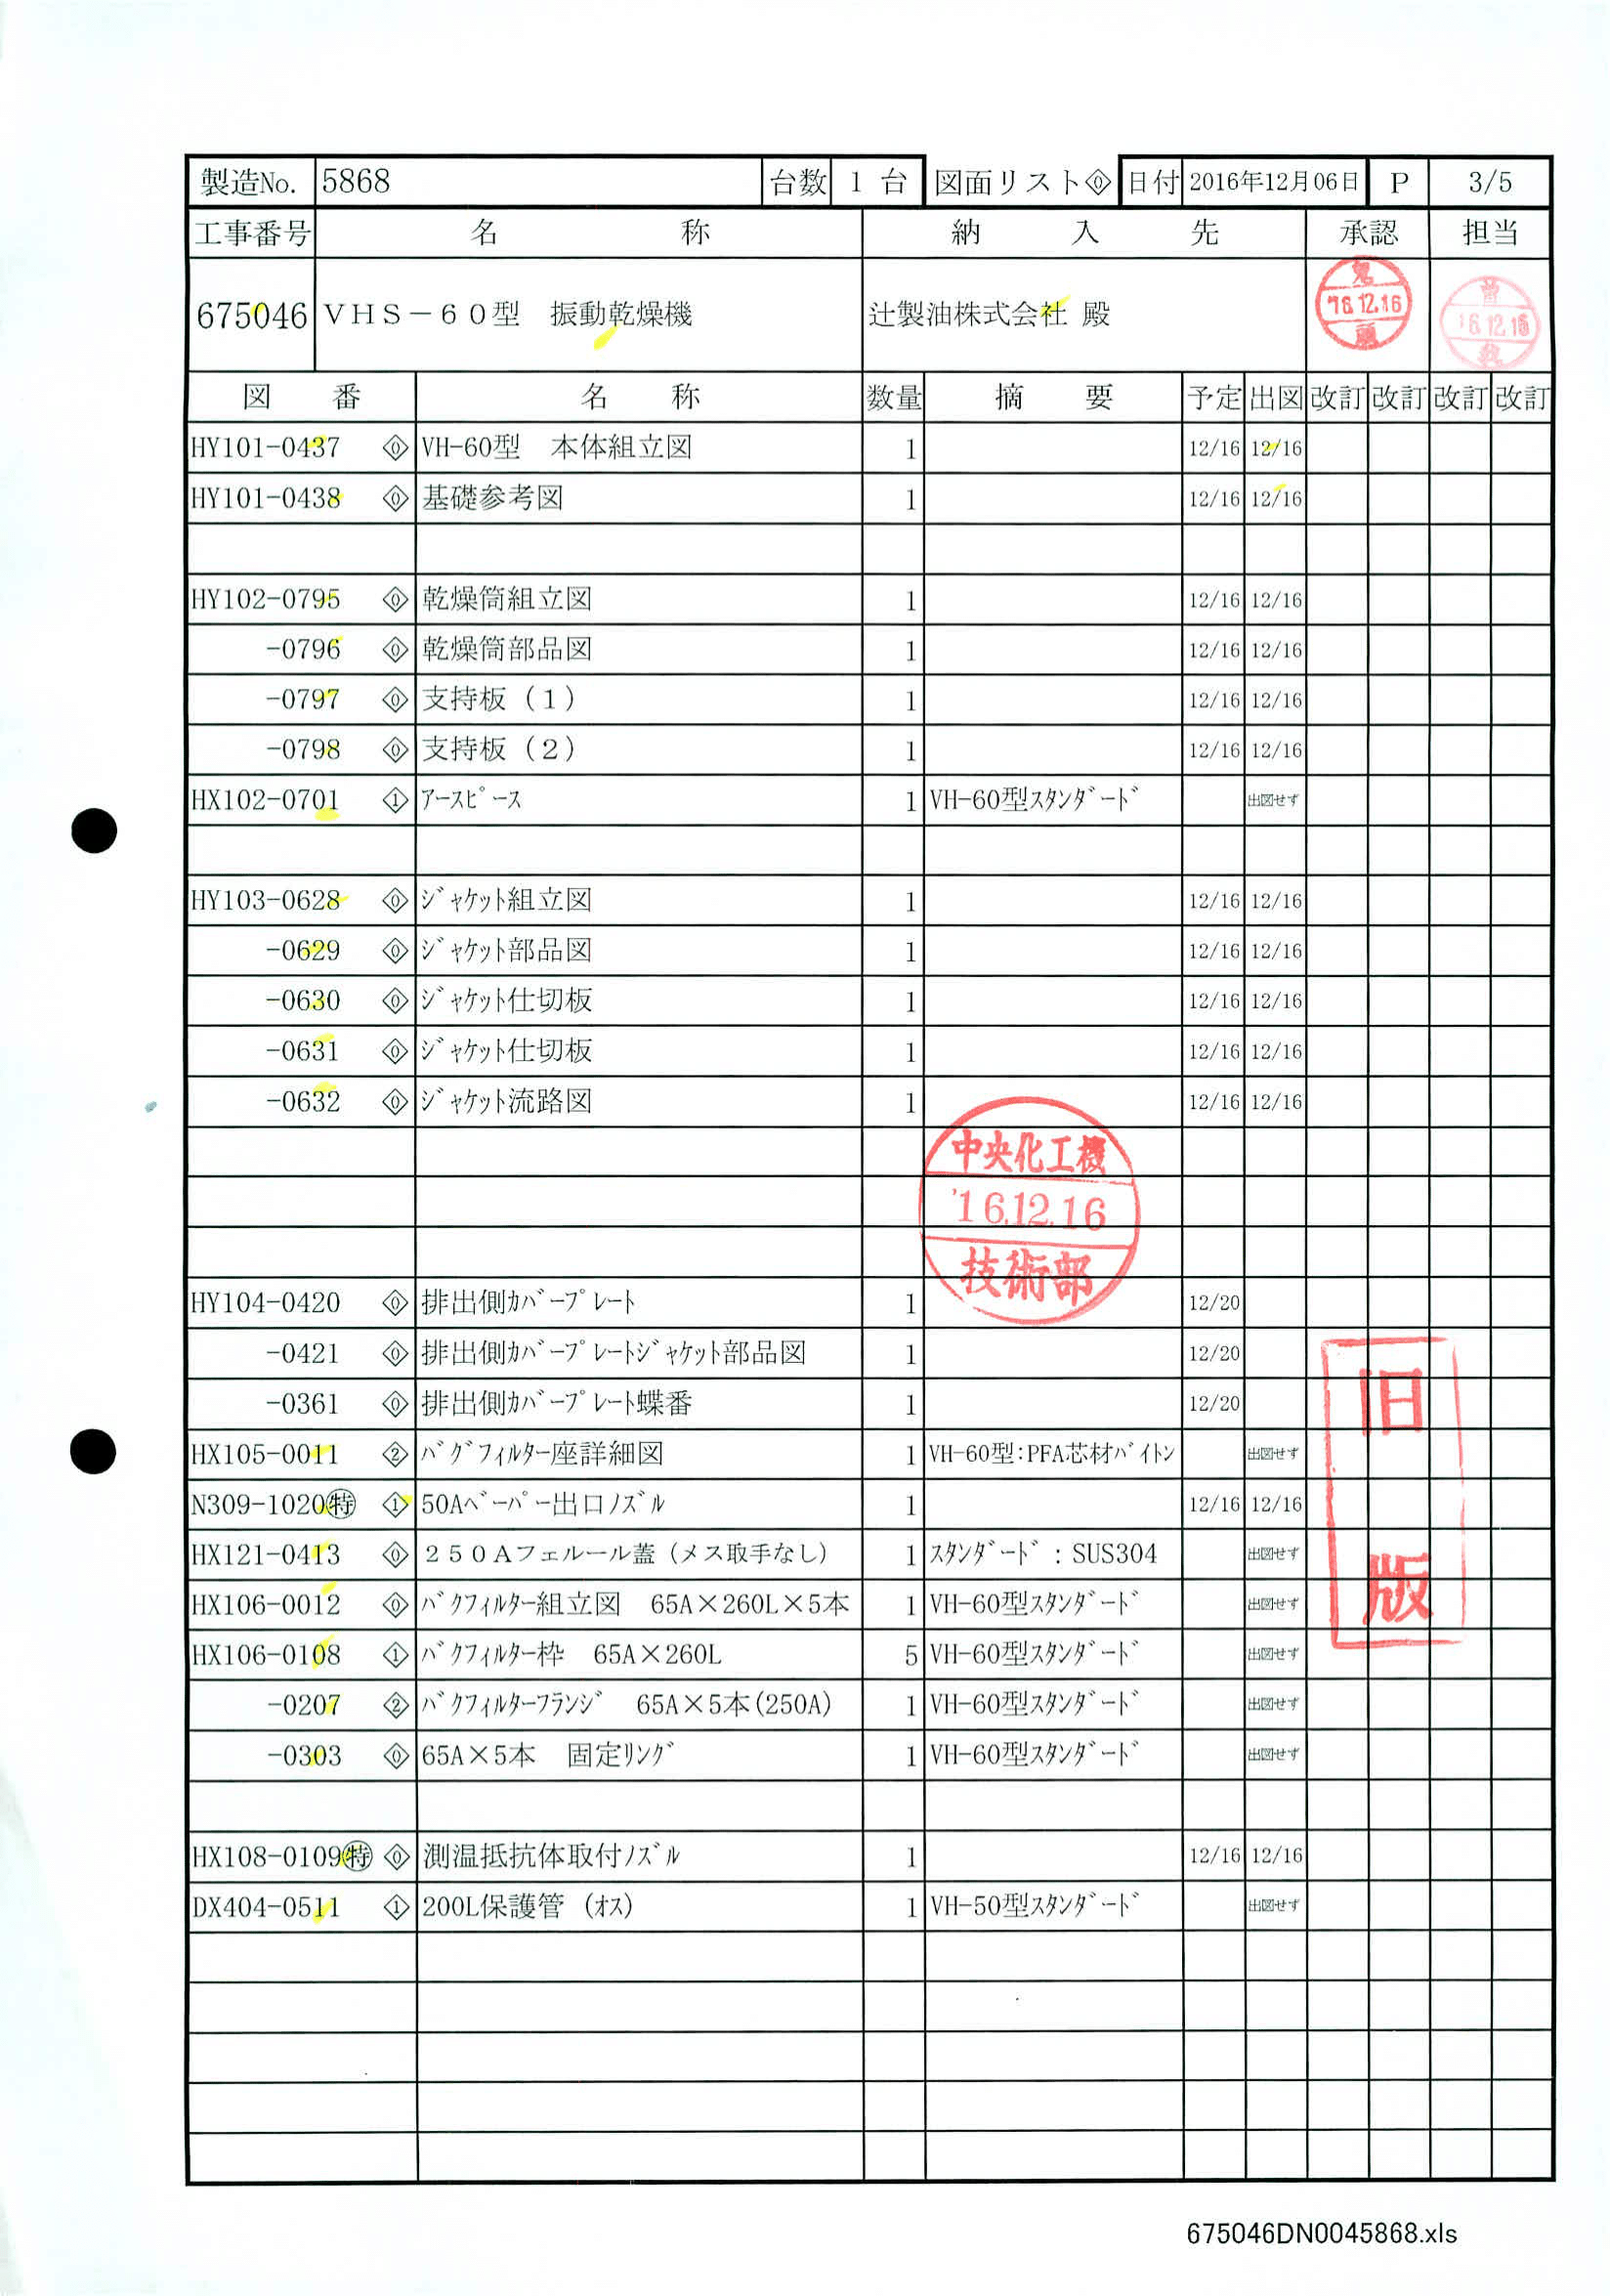 製造No. 5868 台数 1 台 図面リスト◇0 日付 2016年12月06日 P 3/5
工事番号 名称 納入先 承認 担当
675046 VHS－60型 振動乾燥機 辻製油株式会社 殿 '16.12.16 '16.12.16
図番 名称 数量 摘要 予定 出図 改訂 改訂 改訂 改訂
HY101-0437 ◇0 VH-60型 本体組立図 1 12/16 12/16
HY101-0438 ◇0 基礎参考図 1 12/16 12/16
HY102-0795 ◇0 乾燥筒組立図 1 12/16 12/16
-0796 ◇0 乾燥筒部品図 1 12/16 12/16
-0797 ◇0 支持板（１） 1 12/16 12/16
-0798 ◇0 支持板（２） 1 12/16 12/16
HX102-0701 ◇1 ｱｰｽﾋﾟｰｽ 1 VH-60型ｽﾀﾝﾀﾞｰﾄﾞ 出図せず
HY103-0628 ◇0 ｼﾞｬｹｯﾄ組立図 1 12/16 12/16
-0629 ◇0 ｼﾞｬｹｯﾄ部品図 1 12/16 12/16
-0630 ◇0 ｼﾞｬｹｯﾄ仕切板 1 12/16 12/16
-0631 ◇0 ｼﾞｬｹｯﾄ仕切板 1 12/16 12/16
-0632 ◇0 ｼﾞｬｹｯﾄ流路図 1 12/16 12/16
中央化工機
'16.12.16
技術部
HY104-0420 ◇0 排出側ｶﾊﾞｰﾌﾟﾚｰﾄ 1 12/20
-0421 ◇0 排出側ｶﾊﾞｰﾌﾟﾚｰﾄｼﾞｬｹｯﾄ部品図 1 12/20
-0361 ◇0 排出側ｶﾊﾞｰﾌﾟﾚｰﾄ蝶番 1 12/20
旧版
HX105-0011 ◇2 ﾊﾞｸﾞﾌｨﾙﾀｰ座詳細図 1 VH-60型:PFA芯材ﾊﾞｲﾄﾝ 出図せず
N309-1020㊕ ◇1 50Aﾍﾞｰﾊﾟｰ出口ﾉｽﾞﾙ 1 12/16 12/16
HX121-0413 ◇0 ２５０Ａフェルール蓋（メス取手なし） 1 ｽﾀﾝﾀﾞｰﾄﾞ：SUS304 出図せず
HX106-0012 ◇0 ﾊﾞｸﾌｨﾙﾀｰ組立図 65A×260L×5本 1 VH-60型ｽﾀﾝﾀﾞｰﾄﾞ 出図せず
HX106-0108 ◇1 ﾊﾞｸﾌｨﾙﾀｰ枠 65A×260L 5 VH-60型ｽﾀﾝﾀﾞｰﾄﾞ 出図せず
-0207 ◇2 ﾊﾞｸﾌｨﾙﾀｰﾌﾗﾝｼﾞ 65A×5本(250A) 1 VH-60型ｽﾀﾝﾀﾞｰﾄﾞ 出図せず
-0303 ◇0 65A×5本 固定ﾘﾝｸﾞ 1 VH-60型ｽﾀﾝﾀﾞｰﾄﾞ 出図せず
HX108-0109㊕ ◇0 測温抵抗体取付ﾉｽﾞﾙ 1 12/16 12/16
DX404-0511 ◇1 200L保護管（ｵｽ） 1 VH-50型ｽﾀﾝﾀﾞｰﾄﾞ 出図せず
675046DN0045868.xls